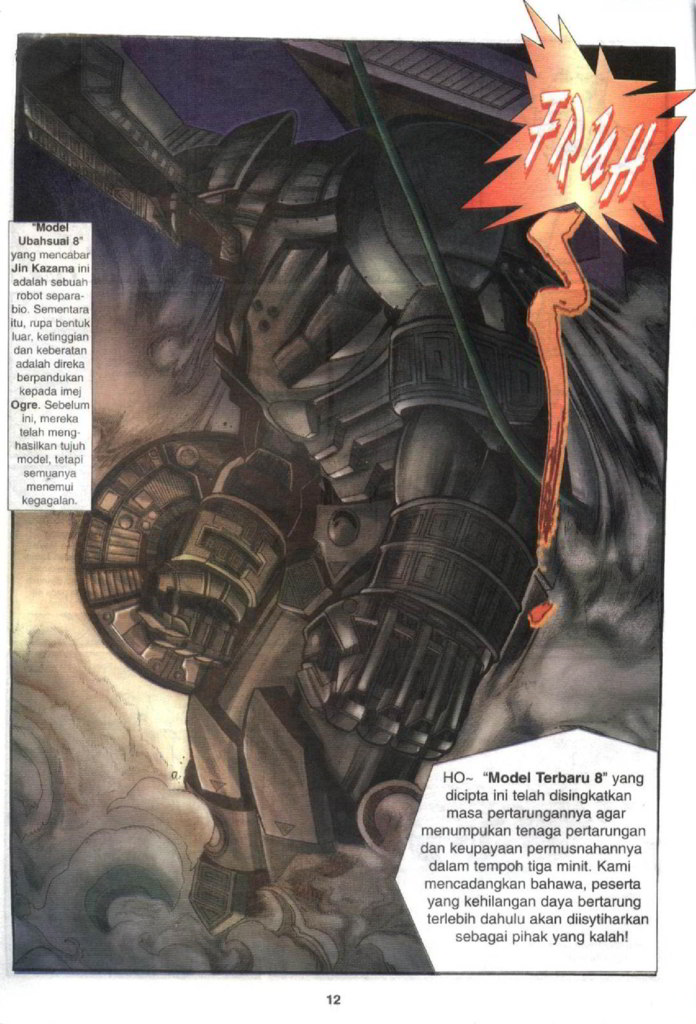 FRUH
"Model
Ubahsuai 8"
yang mencabar
Jin Kazama ini
adalah sebuah
robot separa-
bio. Sementara
itu, rupa bentuk
luar, ketinggian
dan keberatan
adalah direka
berpandukan
kepada imej
Ogre. Sebelum
ini, mereka
telah meng-
hasilkan tujuh
model, tetapi
semuanya
menemui
kegagalan.
HO~ "Model Terbaru 8" yang
dicipta ini telah disingkatkan
masa pertarungannya agar
menumpukan tenaga pertarungan
dan keupayaan permusnahannya
dalam tempoh tiga minit. Kami
mencadangkan bahawa, peserta
yang kehilangan daya bertarung
terlebih dahulu akan diisytiharkan
sebagai pihak yang kalah!
12